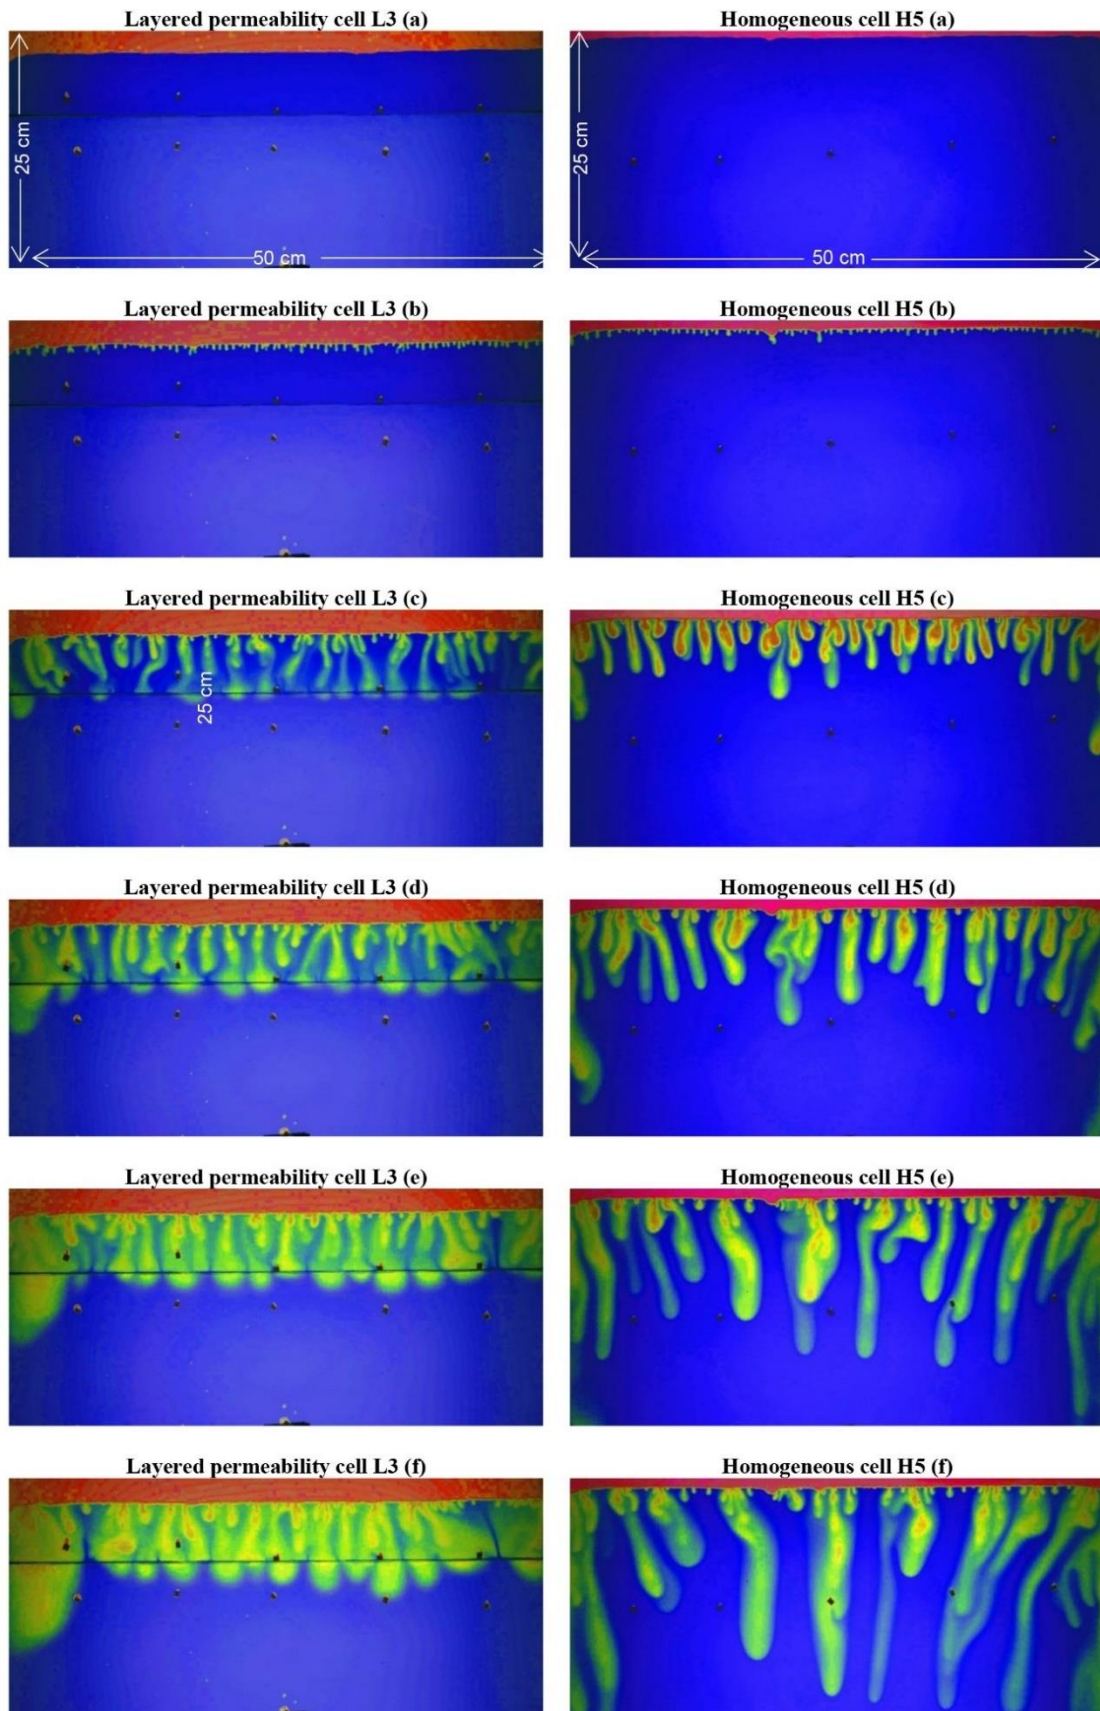 Layered permeability cell L3 (a)
Homogeneous cell H5 (a)
25 cm
50 cm
25 cm
50 cm
Layered permeability cell L3 (b)
Homogeneous cell H5 (b)
Layered permeability cell L3 (c)
Homogeneous cell H5 (c)
25 cm
Layered permeability cell L3 (d)
Homogeneous cell H5 (d)
Layered permeability cell L3 (e)
Homogeneous cell H5 (e)
Layered permeability cell L3 (f)
Homogeneous cell H5 (f)